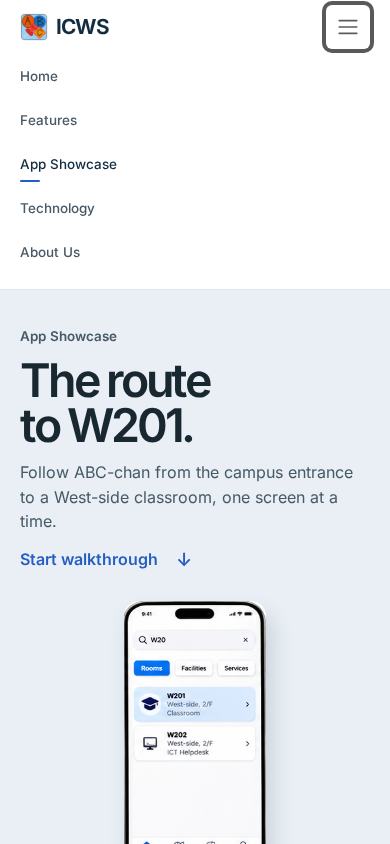 ABC
ICWS
Home
Features
App Showcase
Technology
About Us
App Showcase
The route
to W201.
Follow ABC-chan from the campus entrance
to a West-side classroom, one screen at a
time.
Start walkthrough
9:41
W20
Rooms
Facilities
Services
W201
West-side, 2/F
Classroom
W202
West-side, 2/F
ICT Helpdesk